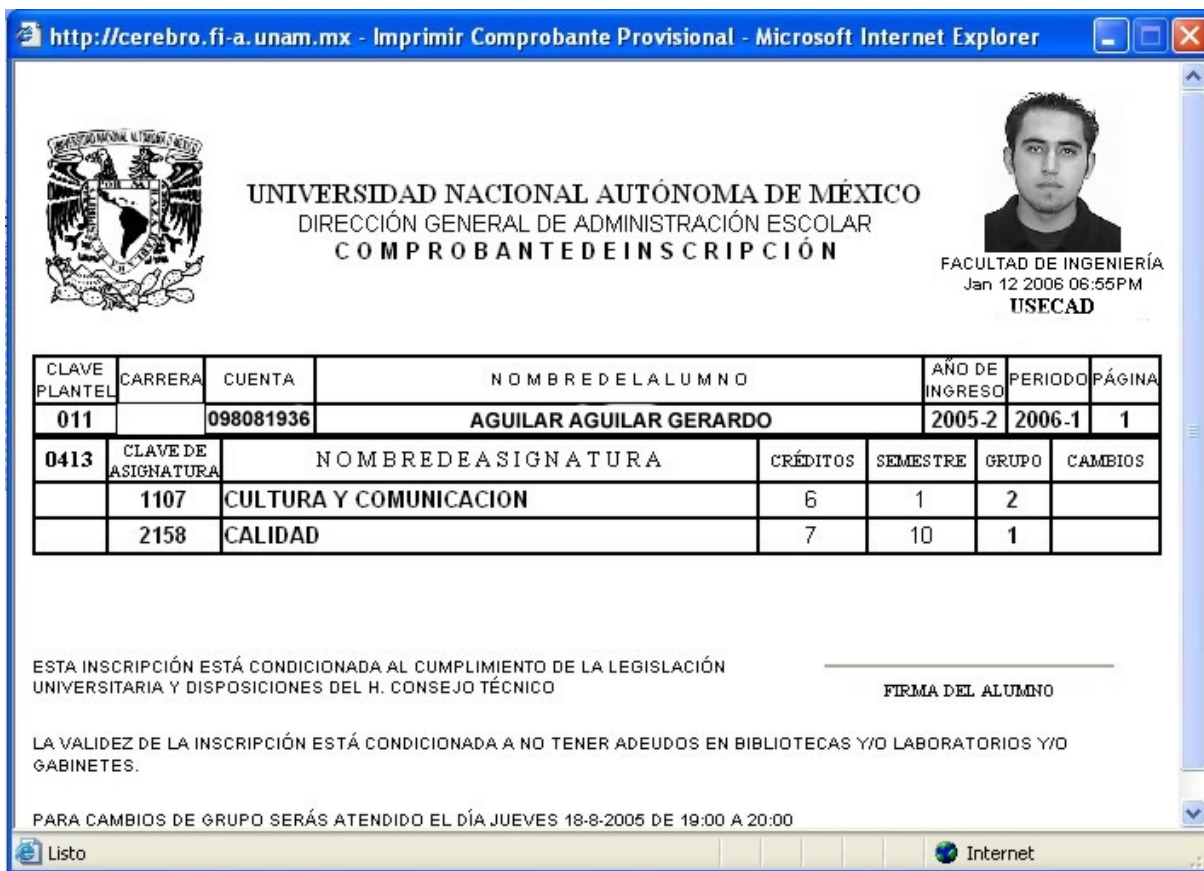 http://cerebro.fi-a.unam.mx - Imprimir Comprobante Provisional - Microsoft Internet Explorer
UNIVERSIDAD NACIONAL AUTÓNOMA DE MÉXICO
DIRECCIÓN GENERAL DE ADMINISTRACIÓN ESCOLAR
COMPROBANTEDEINSCRIPCIÓN
FACULTAD DE INGENIERÍA
Jan 12 2006 06:55PM
USECAD
CLAVE PLANTEL CARRERA CUENTA NOMBREDELALUMNO AÑO DE INGRESO PERIODO PÁGINA
011 098081936 AGUILAR AGUILAR GERARDO 2005-2 2006-1 1
0413 CLAVE DE ASIGNATURA NOMBREDEASIGNATURA CRÉDITOS SEMESTRE GRUPO CAMBIOS
1107 CULTURA Y COMUNICACION 6 1 2
2158 CALIDAD 7 10 1
ESTA INSCRIPCIÓN ESTÁ CONDICIONADA AL CUMPLIMIENTO DE LA LEGISLACIÓN
UNIVERSITARIA Y DISPOSICIONES DEL H. CONSEJO TÉCNICO
FIRMA DEL ALUMNO
LA VALIDEZ DE LA INSCRIPCIÓN ESTÁ CONDICIONADA A NO TENER ADEUDOS EN BIBLIOTECAS Y/O LABORATORIOS Y/O
GABINETES.
PARA CAMBIOS DE GRUPO SERÁS ATENDIDO EL DÍA JUEVES 18-8-2005 DE 19:00 A 20:00
Listo
Internet